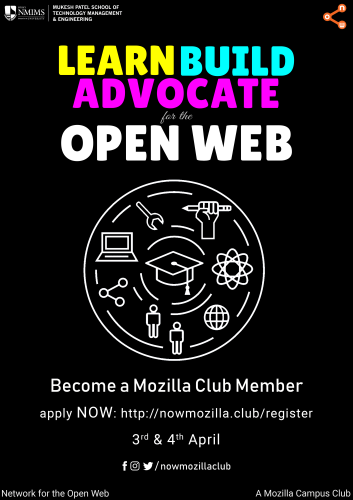 NMIMS
MUKESH PATEL SCHOOL OF
TECHNOLOGY MANAGEMENT
& ENGINEERING
LEARN BUILD
ADVOCATE
for the
OPEN WEB
Become a Mozilla Club Member
apply NOW: http://nowmozilla.club/register
3rd & 4th April
/nowmozillaclub
Network for the Open Web
A Mozilla Campus Club